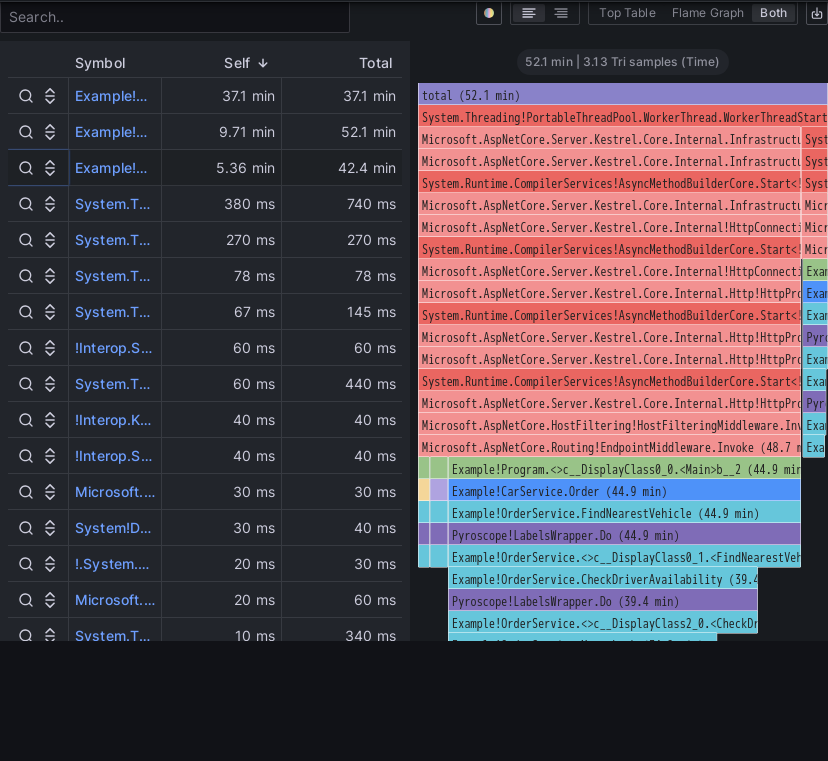 Search..
Top Table Flame Graph Both
Symbol Self Total
Example!... 37.1 min 37.1 min
Example!... 9.71 min 52.1 min
Example!... 5.36 min 42.4 min
System.T... 380 ms 740 ms
System.T... 270 ms 270 ms
System.T... 78 ms 78 ms
System.T... 67 ms 145 ms
!Interop.S... 60 ms 60 ms
System.T... 60 ms 440 ms
!Interop.K... 40 ms 40 ms
!Interop.S... 40 ms 40 ms
Microsoft.... 30 ms 30 ms
System!D... 30 ms 40 ms
!.System.... 20 ms 30 ms
Microsoft.... 20 ms 60 ms
System.T... 10 ms 340 ms
52.1 min | 3.13 Tri samples (Time)
total (52.1 min)
System.Threading!PortableThreadPool.WorkerThread.WorkerThreadStart
Microsoft.AspNetCore.Server.Kestrel.Core.Internal.Infrastructu Syst
Microsoft.AspNetCore.Server.Kestrel.Core.Internal.Infrastructu Syst
System.Runtime.CompilerServices!AsyncMethodBuilderCore.Start<! Syst
Microsoft.AspNetCore.Server.Kestrel.Core.Internal.Infrastructu Micr
Microsoft.AspNetCore.Server.Kestrel.Core.Internal!HttpConnecti Micr
System.Runtime.CompilerServices!AsyncMethodBuilderCore.Start<! Micr
Microsoft.AspNetCore.Server.Kestrel.Core.Internal!HttpConnecti Exam
Microsoft.AspNetCore.Server.Kestrel.Core.Internal.Http!HttpPro Exam
System.Runtime.CompilerServices!AsyncMethodBuilderCore.Start<! Exam
Microsoft.AspNetCore.Server.Kestrel.Core.Internal.Http!HttpPro Pyro
Microsoft.AspNetCore.Server.Kestrel.Core.Internal.Http!HttpPro Exam
System.Runtime.CompilerServices!AsyncMethodBuilderCore.Start<! Exa
Microsoft.AspNetCore.Server.Kestrel.Core.Internal.Http!HttpPro Pyr
Microsoft.AspNetCore.HostFiltering!HostFilteringMiddleware.Inv Exa
Microsoft.AspNetCore.Routing!EndpointMiddleware.Invoke (48.7 m Exa
Example!Program.<>c__DisplayClass0_0.<Main>b__2 (44.9 min
Example!CarService.Order (44.9 min)
Example!OrderService.FindNearestVehicle (44.9 min)
Pyroscope!LabelsWrapper.Do (44.9 min)
Example!OrderService.<>c__DisplayClass0_1.<FindNearestVeh
Example!OrderService.CheckDriverAvailability (39.4
Pyroscope!LabelsWrapper.Do (39.4 min)
Example!OrderService.<>c__DisplayClass2_0.<CheckDr